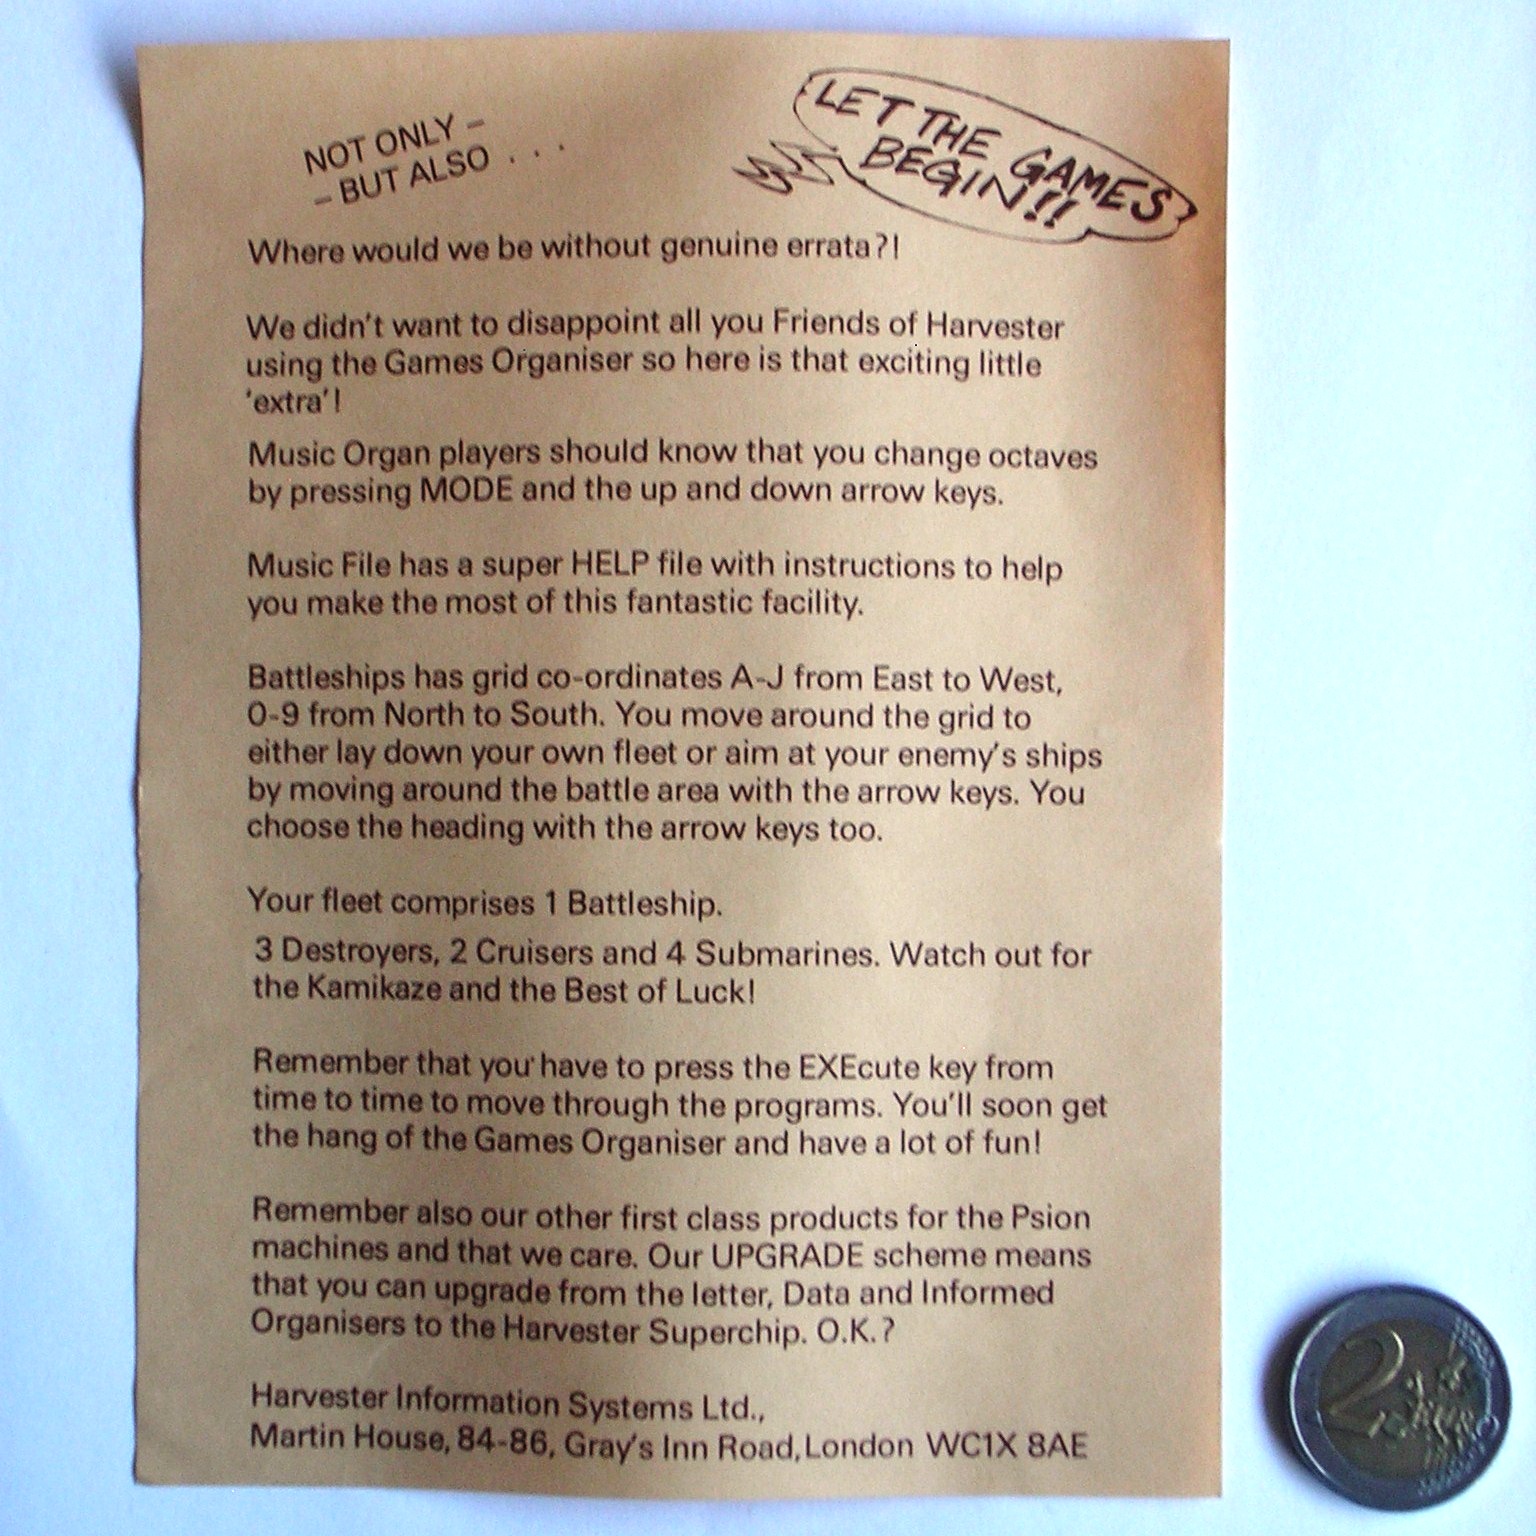 NOT ONLY –
– BUT ALSO . . .
LET THE GAMES
BEGIN!!
Where would we be without genuine errata?!
We didn't want to disappoint all you Friends of Harvester
using the Games Organiser so here is that exciting little
'extra'!
Music Organ players should know that you change octaves
by pressing MODE and the up and down arrow keys.
Music File has a super HELP file with instructions to help
you make the most of this fantastic facility.
Battleships has grid co-ordinates A-J from East to West,
0-9 from North to South. You move around the grid to
either lay down your own fleet or aim at your enemy's ships
by moving around the battle area with the arrow keys. You
choose the heading with the arrow keys too.
Your fleet comprises 1 Battleship.
3 Destroyers, 2 Cruisers and 4 Submarines. Watch out for
the Kamikaze and the Best of Luck!
Remember that you have to press the EXEcute key from
time to time to move through the programs. You'll soon get
the hang of the Games Organiser and have a lot of fun!
Remember also our other first class products for the Psion
machines and that we care. Our UPGRADE scheme means
that you can upgrade from the letter, Data and Informed
Organisers to the Harvester Superchip. O.K.?
Harvester Information Systems Ltd.,
Martin House, 84-86, Gray's Inn Road, London WC1X 8AE
2